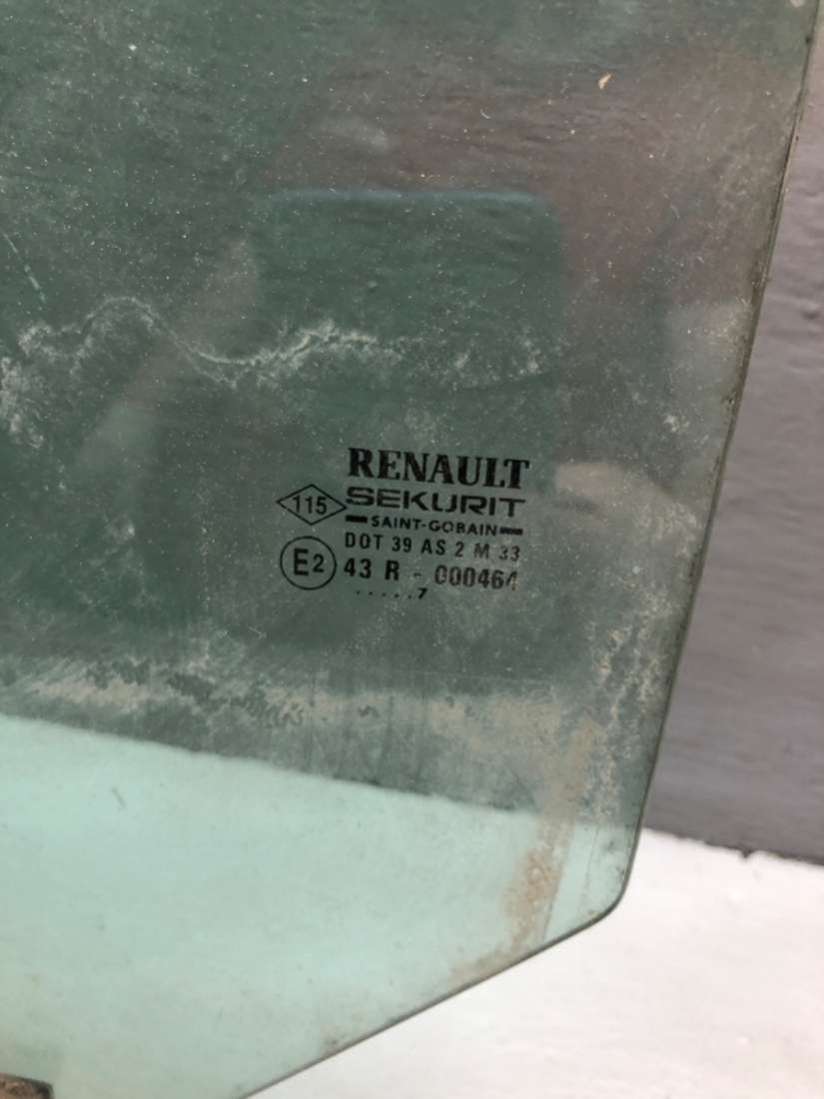 RENAULT
115 SEKURIT
SAINT-GOBAIN
DOT 39 AS 2 M 33
E2 43 R - 000464
.....7